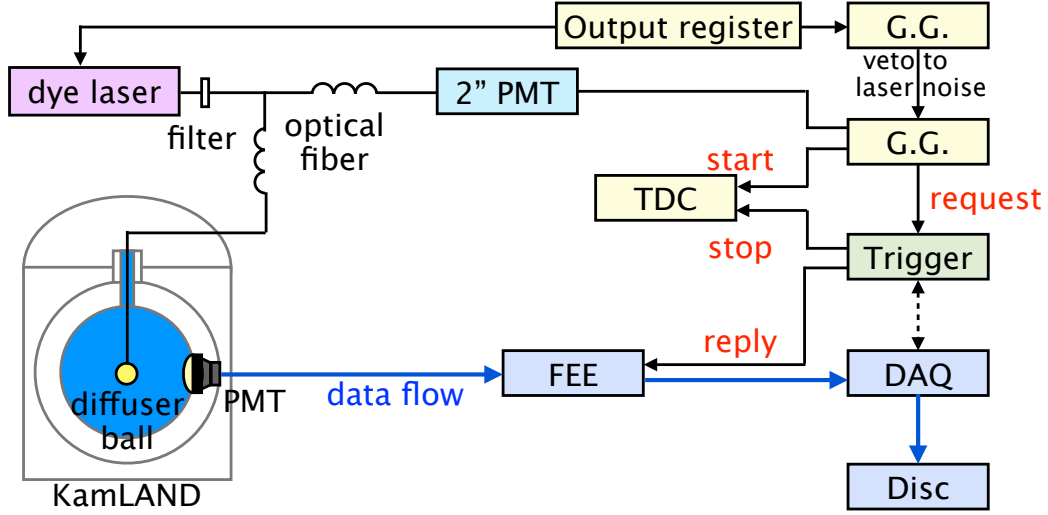 Output register
G.G.
veto to
laser noise
dye laser
2” PMT
filter
optical
fiber
G.G.
start
TDC
request
stop
Trigger
reply
FEE
DAQ
data flow
PMT
diffuser
ball
Disc
KamLAND